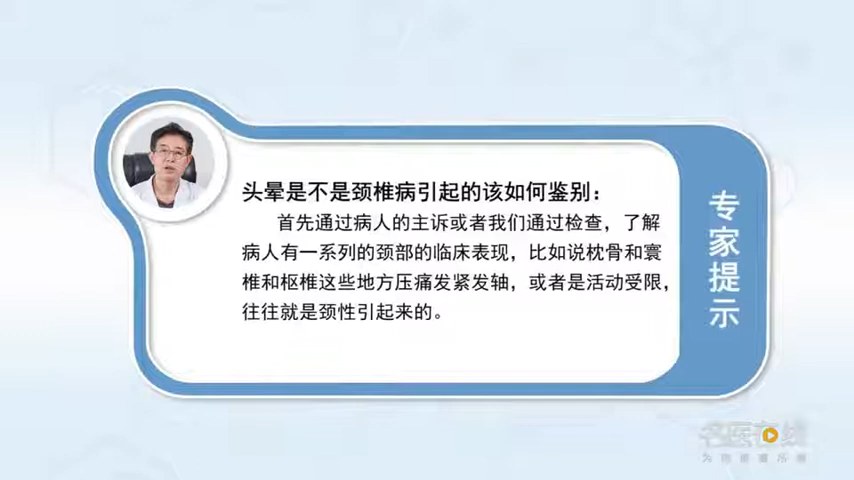 头晕是不是颈椎病引起的该如何鉴别：
首先通过病人的主诉或者我们通过检查，了解
病人有一系列的颈部的临床表现，比如说枕骨和寰
椎和枢椎这些地方压痛发紧发轴，或者是活动受限，
往往就是颈性引起来的。
专家提示
名医在线